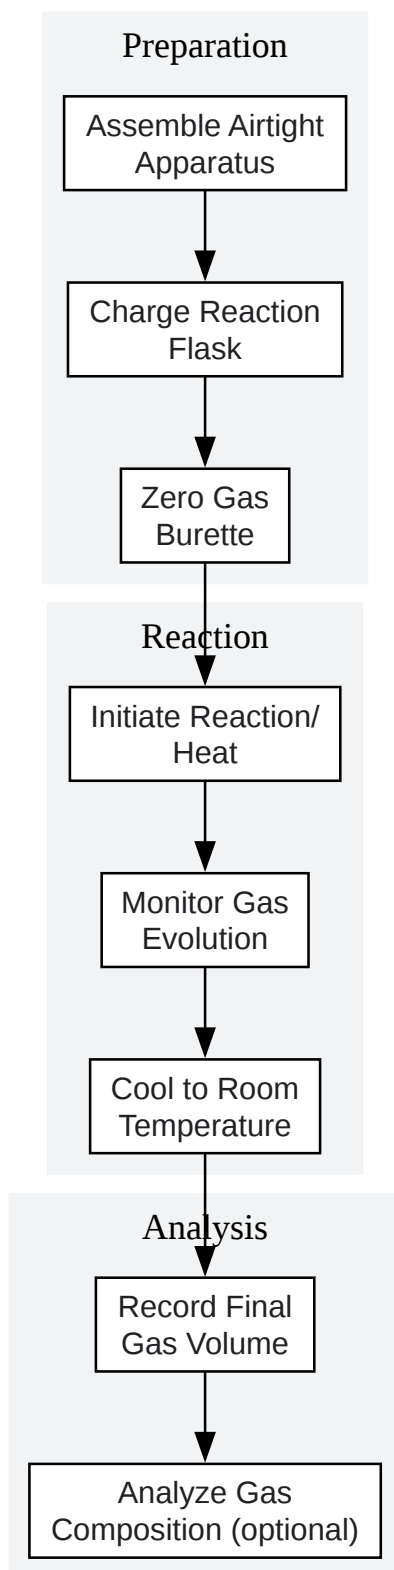 Preparation
Assemble Airtight
Apparatus
Charge Reaction
Flask
Zero Gas
Burette
Reaction
Initiate Reaction/
Heat
Monitor Gas
Evolution
Cool to Room
Temperature
Analysis
Record Final
Gas Volume
Analyze Gas
Composition (optional)